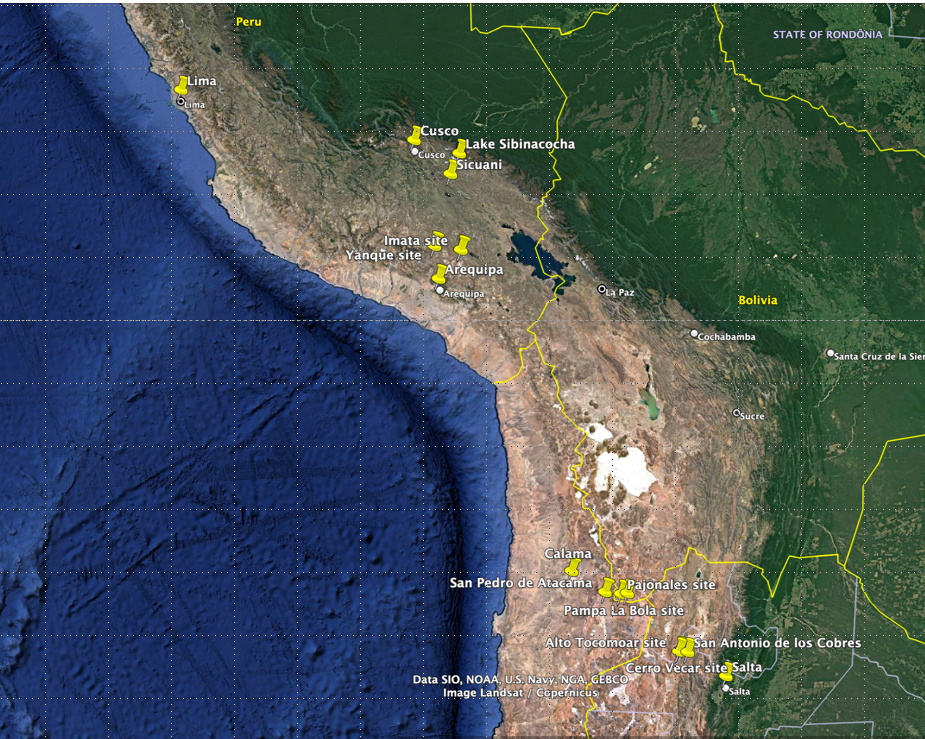 Peru
STATE OF RONDÔNIA
Lima
Lima
Cusco
Cusco
Lake Sibinacocha
Sicuani
Imata site
Yanque site
Arequipa
Arequipa
La Paz
Bolivia
Cochabamba
Santa Cruz de la Sier
Sucre
Calama
San Pedro de Atacama
Pajonales site
Pampa La Bola site
Alto Tocomoar site
San Antonio de los Cobres
Cerro Vecar site
Salta
Salta
Data SIO, NOAA, U.S. Navy, NGA, GEBCO
Image Landsat / Copernicus